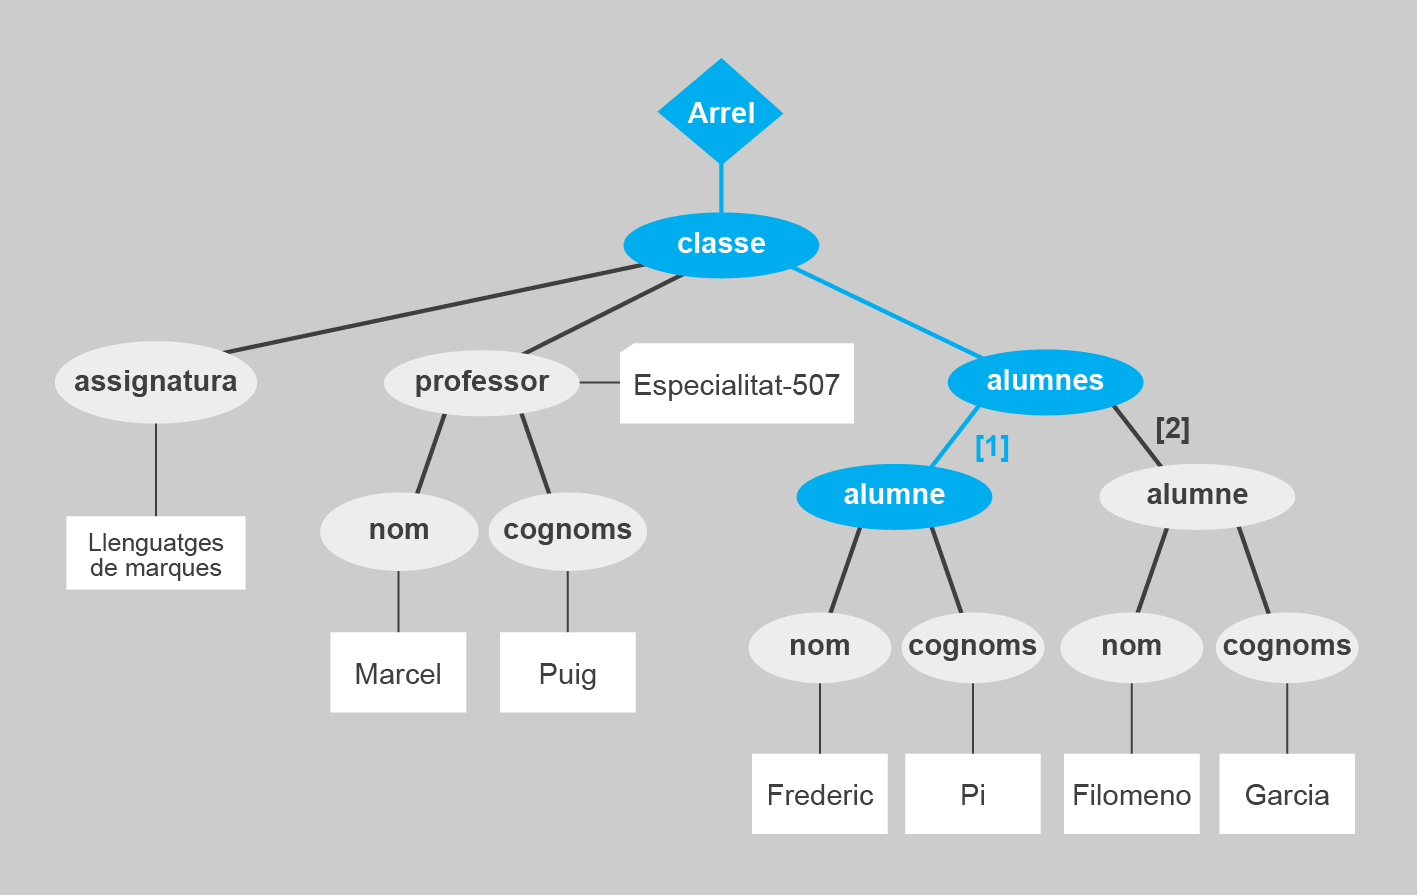 Arrel
classe
assignatura
professor
Especialitat-507
alumnes
[1]
[2]
alumne
alumne
nom
cognoms
Llenguatges
de marques
nom
cognoms
nom
cognoms
Marcel
Puig
Frederic
Pi
Filomeno
Garcia